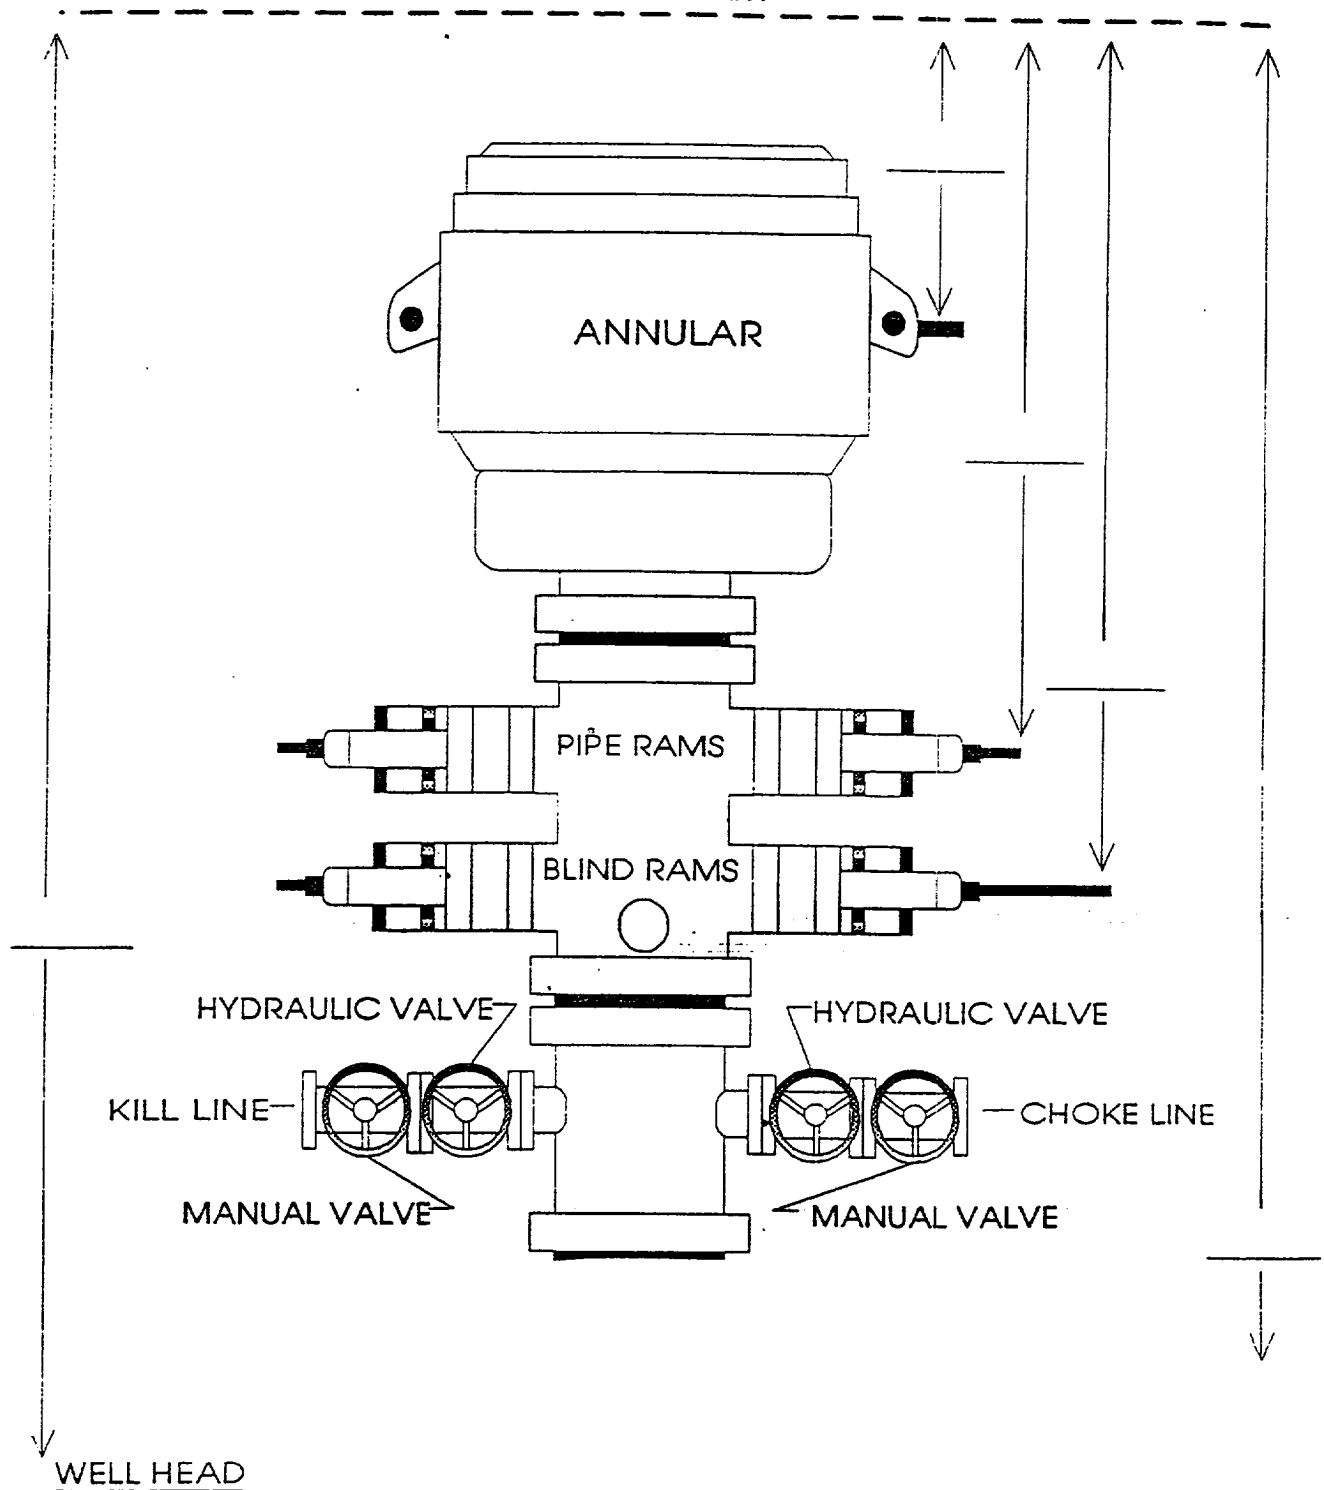 ANNULAR
PIPE RAMS
BLIND RAMS
HYDRAULIC VALVE
HYDRAULIC VALVE
KILL LINE
CHOKE LINE
MANUAL VALVE
MANUAL VALVE
WELL HEAD